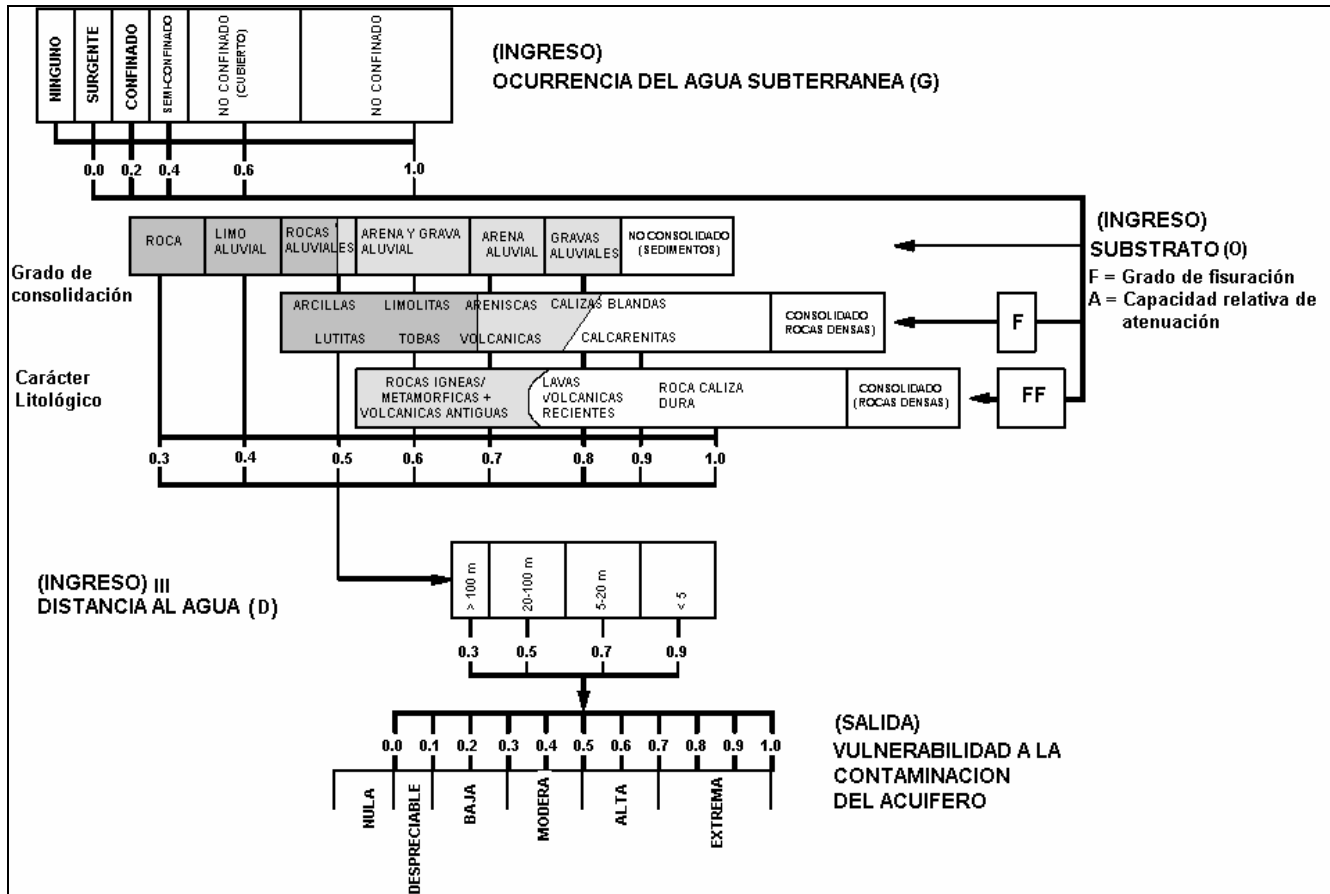 NINGUNO
SURGENTE
CONFINADO
SEMI-CONFINADO
NO CONFINADO
(CUBIERTO)
NO CONFINADO
(INGRESO)
OCURRENCIA DEL AGUA SUBTERRANEA (G)
0.0 0.2 0.4 0.6 1.0
(INGRESO)
SUBSTRATO (O)
F = Grado de fisuración
A = Capacidad relativa de
atenuación
ROCA
LIMO
ALUVIAL
ROCAS
ALUVIALES
ARENA Y GRAVA
ALUVIAL
ARENA
ALUVIAL
GRAVAS
ALUVIALES
NO CONSOLIDADO
(SEDIMENTOS)
Grado de
consolidación
ARCILLAS LIMOLITAS ARENISCAS CALIZAS BLANDAS
LUTITAS TOBAS VOLCANICAS CALCARENITAS
CONSOLIDADO
ROCAS DENSAS)
F
Carácter
Litológico
ROCAS IGNEAS/
METAMORFICAS +
VOLCANICAS ANTIGUAS
LAVAS
VOLCANICAS
RECIENTES
ROCA CALIZA
DURA
CONSOLIDADO
(ROCAS DENSAS)
FF
0.3 0.4 0.5 0.6 0.7 0.8 0.9 1.0
(INGRESO) III
DISTANCIA AL AGUA (D)
> 100 m
20-100 m
5-20 m
< 5
0.3 0.5 0.7 0.9
(SALIDA)
VULNERABILIDAD A LA
CONTAMINACION
DEL ACUIFERO
0.0 0.1 0.2 0.3 0.4 0.5 0.6 0.7 0.8 0.9 1.0
NULA
DESPRECIABLE
BAJA
MODERA
ALTA
EXTREMA